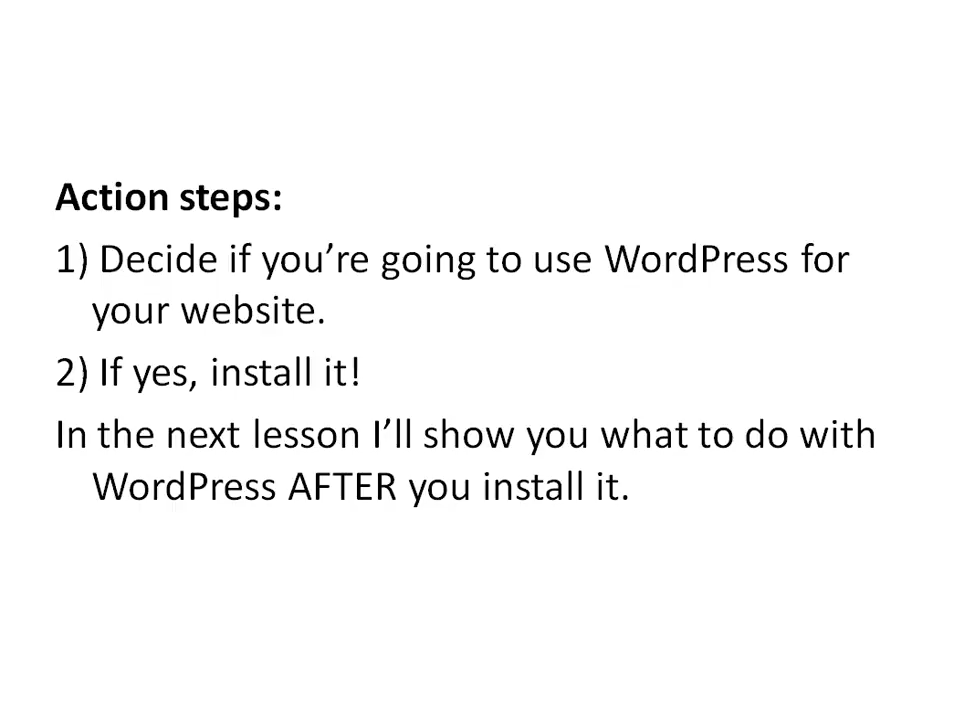 Action steps:
1) Decide if you’re going to use WordPress for
your website.
2) If yes, install it!
In the next lesson I’ll show you what to do with
WordPress AFTER you install it.